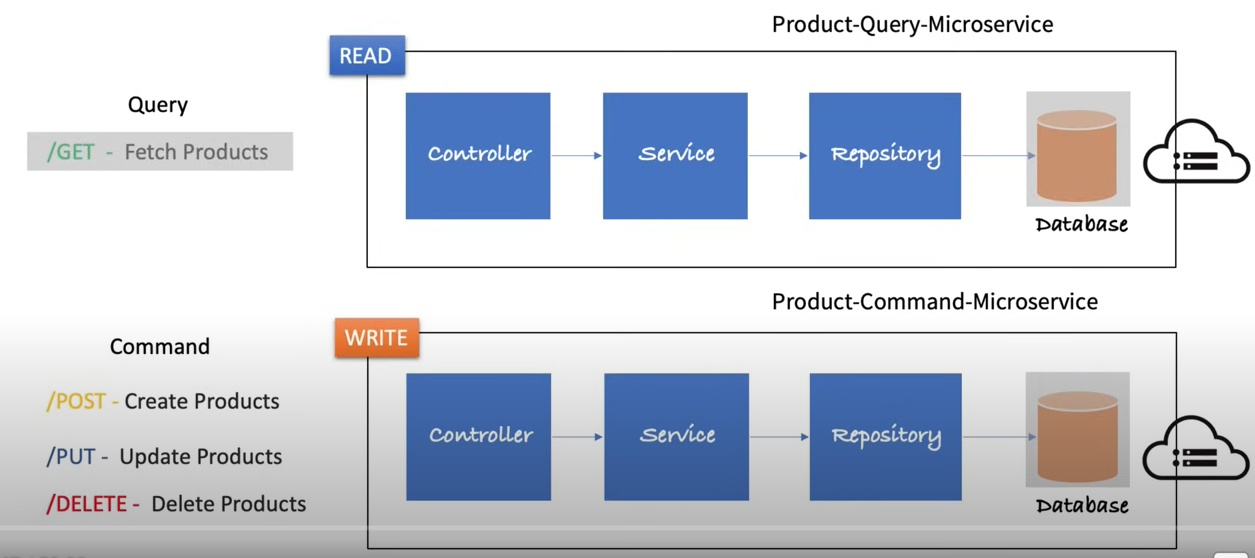 Product-Query-Microservice
READ
Query
/GET - Fetch Products
Controller
Service
Repository
Database
Product-Command-Microservice
WRITE
Command
/POST - Create Products
/PUT - Update Products
/DELETE - Delete Products
Controller
Service
Repository
Database